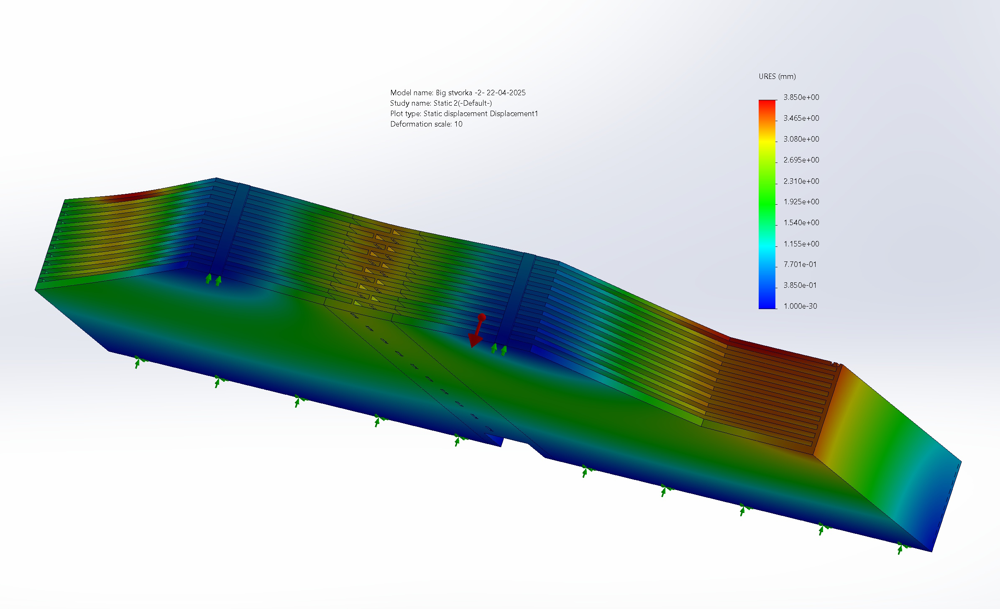 URES (mm)
Model name: Big stvorka -2- 22-04-2025
Study name: Static 2(-Default-)
Plot type: Static displacement Displacement1
Deformation scale: 10
3.850e+00
3.465e+00
3.080e+00
2.695e+00
2.310e+00
1.925e+00
1.540e+00
1.155e+00
7.701e-01
3.850e-01
1.000e-30